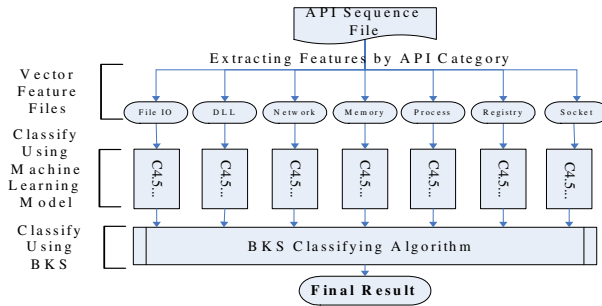 API Sequence
File
Extracting Features by API Category
Vector
Feature
Files
File IO
DLL
Network
Memory
Process
Registry
Socket
Classify
Using
Machine
Learning
Model
C4.5...
C4.5...
C4.5...
C4.5...
C4.5...
C4.5...
C4.5...
Classify
Using
BKS
BKS Classifying Algorithm
Final Result